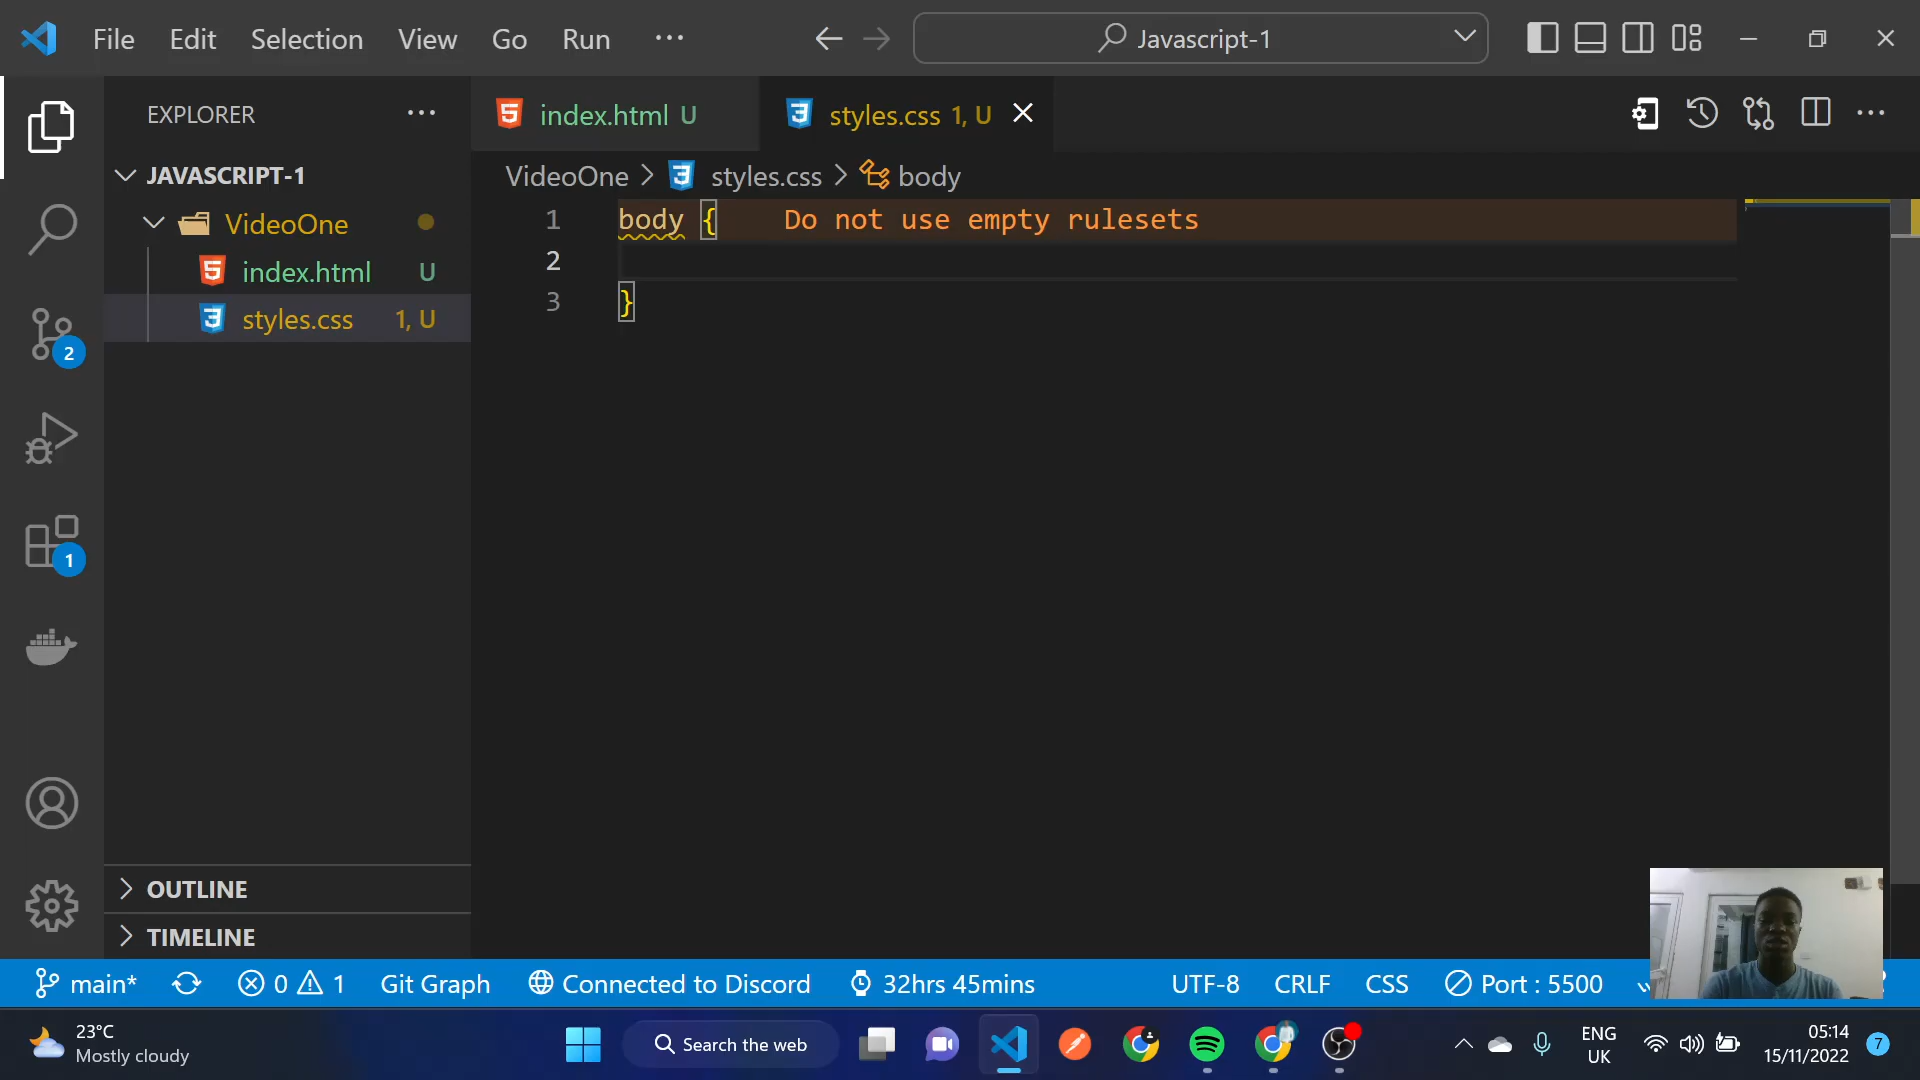 File Edit Selection View Go Run ··· Javascript-1
EXPLORER ···
index.html U
styles.css 1, U
JAVASCRIPT-1
VideoOne > styles.css > body
VideoOne
index.html U
styles.css 1, U
1 body { Do not use empty rulesets
2
3 }
2
1
OUTLINE
TIMELINE
main* 0 1 Git Graph Connected to Discord 32hrs 45mins UTF-8 CRLF CSS Port : 5500
23°C
Mostly cloudy
Search the web
ENG
UK
05:14
15/11/2022
7